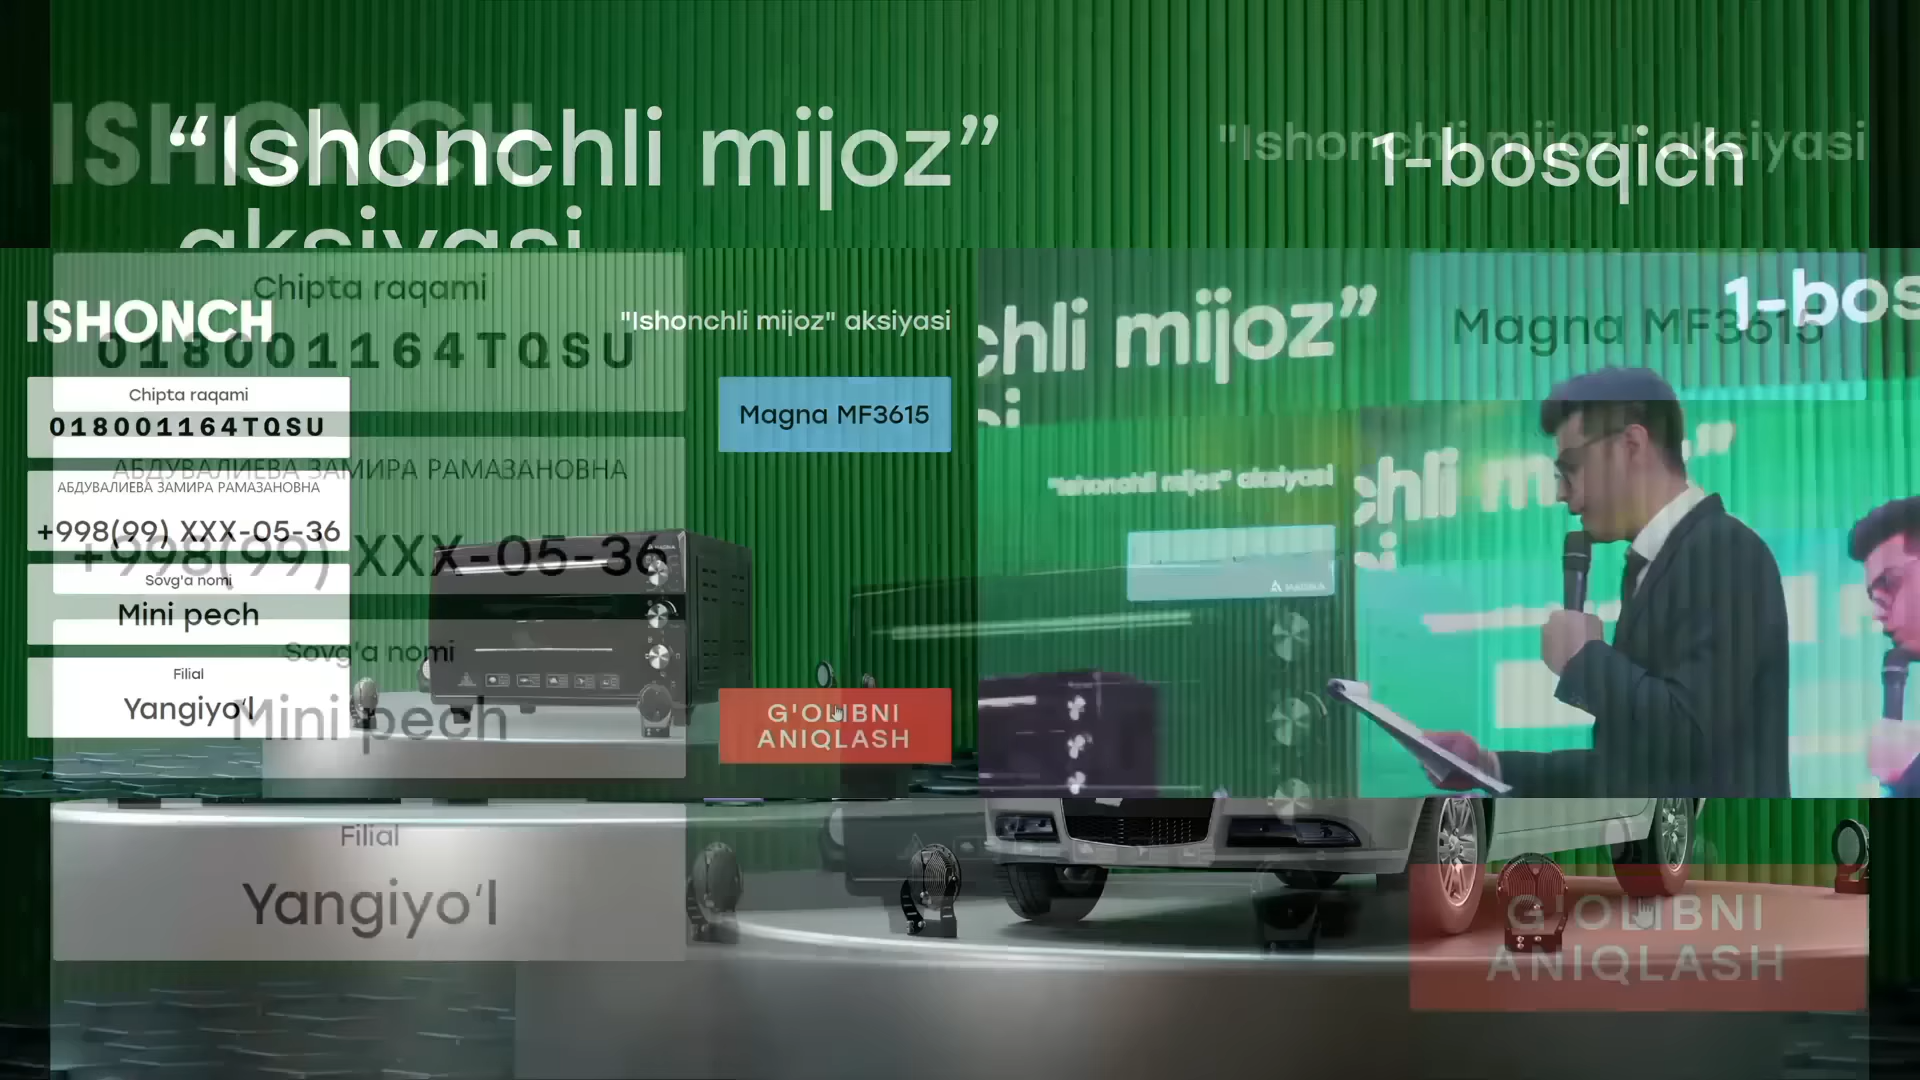 ISHONCH
“Ishonchli mijoz”
aksiyasi
"Ishonchli mijoz" aksiyasi
1-bosqich
Chipta raqami
018001164TQSU
АБДУВАЛИЕВА ЗАМИРА РАМАЗАНОВНА
+998(99) XXX-05-36
Sovg'a nomi
Mini pech
Filial
Yangiyo‘l
Magna MF3615
G'OLIBNI
ANIQLASH
ISHONCH
"Ishonchli mijoz" aksiyasi
Chipta raqami
018001164TQSU
АБДУВАЛИЕВА ЗАМИРА РАМАЗАНОВНА
+998(99) XXX-05-36
Sovg'a nomi
Mini pech
Filial
Yangiyo‘l
Magna MF3615
G'OLIBNI
ANIQLASH
chli mijoz”
1-bos
"Ishonchli mijoz" aksiyasi
MAGNA
chli m